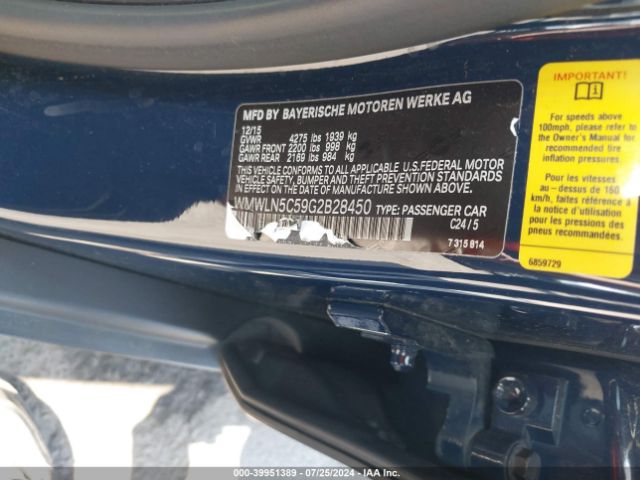 MFD BY BAYERISCHE MOTOREN WERKE AG
12/15
GVWR 4275 lbs 1939 kg
GAWR FRONT 2200 lbs 998 kg
GAWR REAR 2169 lbs 984 kg
THIS VEHICLE CONFORMS TO ALL APPLICABLE U.S.FEDERAL MOTOR
VEHICLE SAFETY, BUMPER AND THEFT PREVENTION STANDARDS
IN EFFECT ON THE DATE OF MANUFACTURE SHOWN ABOVE.
WMWLN5C59G2B28450 TYPE: PASSENGER CAR
C24/5
7 315 814
IMPORTANT!
For speeds above
100mph, please refer
to the Owner's Manual for
recommended tire
inflation pressures.
Pour les vitesses
au-dessus de 160
km/h, faites référence
à la notice d'utilisation
pour des pressions de
pneu recommandées.
6859729
000-39951389 - 07/25/2024 - IAA Inc.